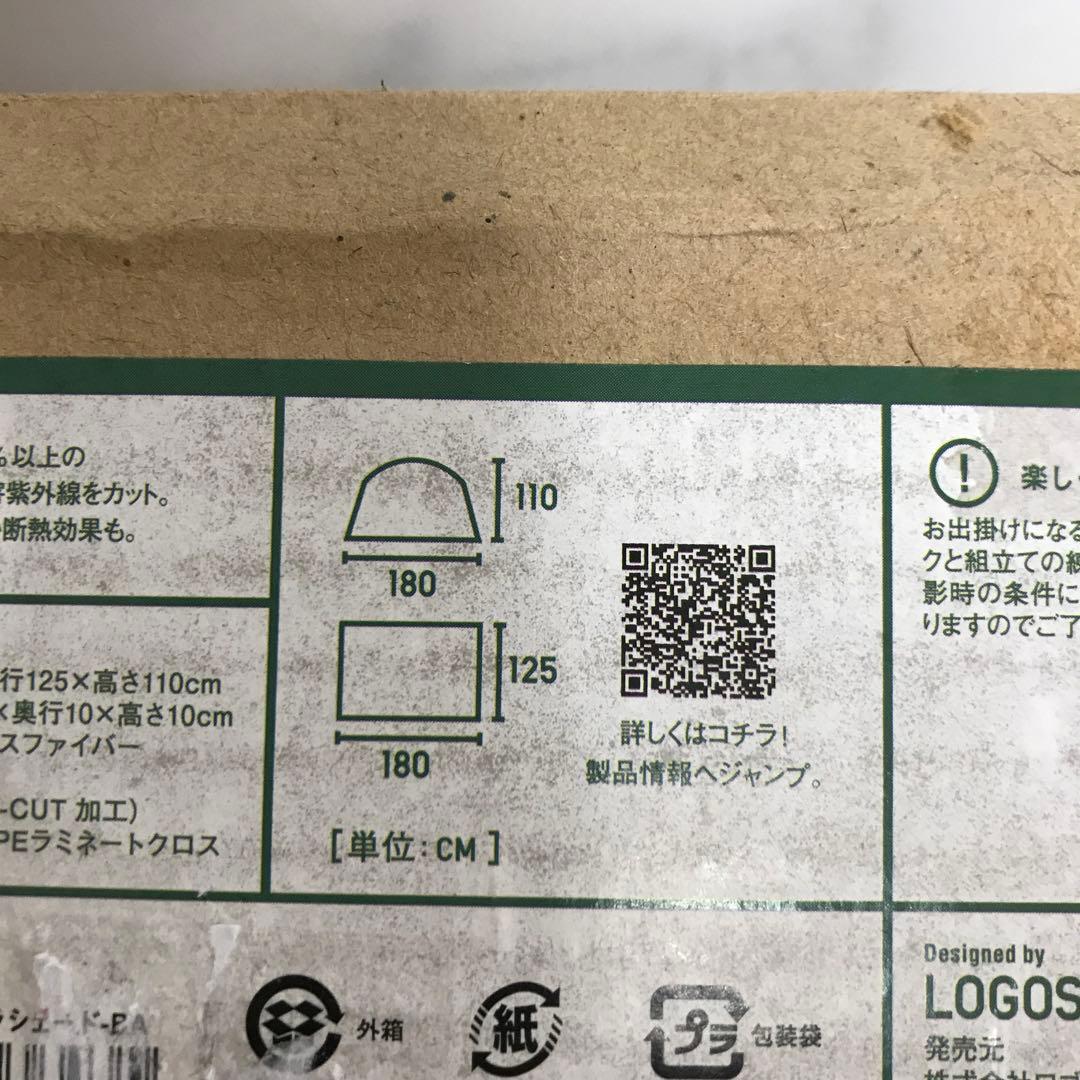 以上の
紫外線をカット。
断熱効果も。
行125×高さ110cm
×奥行10×高さ10cm
スファイバー
-CUT 加工)
PEラミネートクロス
110
180
125
180
[単位:CM]
詳しくはコチラ!
製品情報へジャンプ。
! 楽し
お出掛けになる
クと組立ての
影時の条件に
りますのでご了
シェード-BA
外箱
紙
プラ 包装袋
Designed by
LOGOS
発売元
株式会社ロゴ